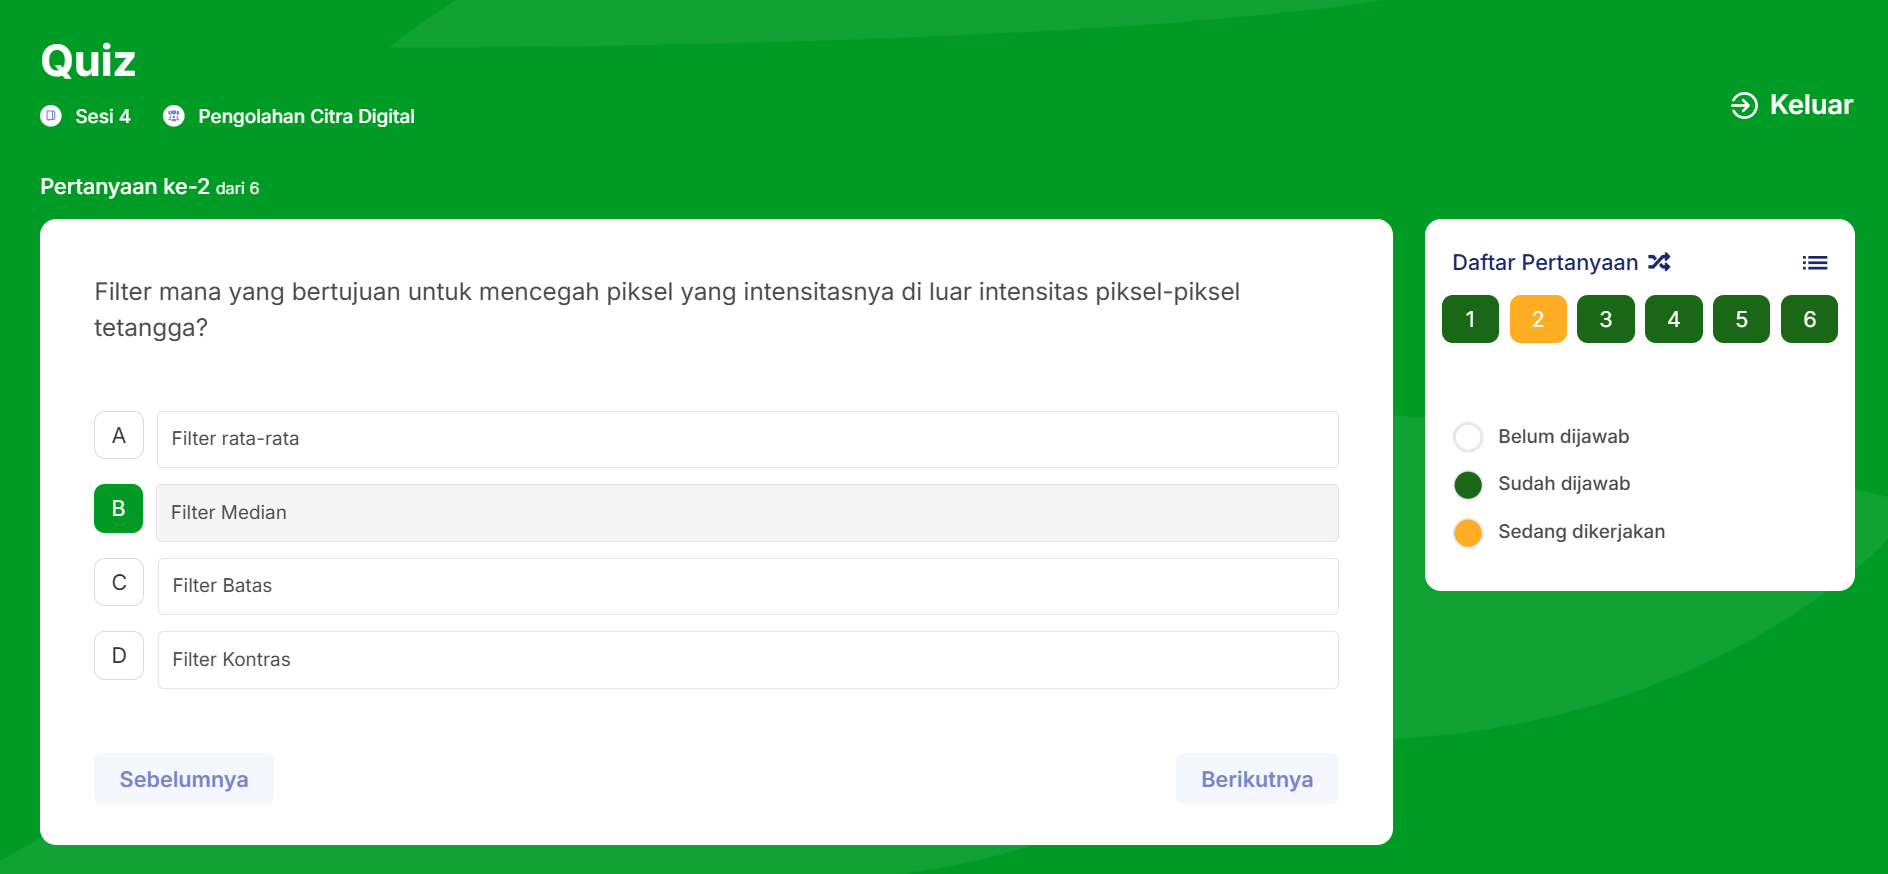 Quiz
Sesi 4
Pengolahan Citra Digital
Keluar
Pertanyaan ke-2 dari 6
Filter mana yang bertujuan untuk mencegah piksel yang intensitasnya di luar intensitas piksel-piksel
tetangga?
A
Filter rata-rata
B
Filter Median
C
Filter Batas
D
Filter Kontras
Sebelumnya
Berikutnya
Daftar Pertanyaan
1 2 3 4 5 6
Belum dijawab
Sudah dijawab
Sedang dikerjakan